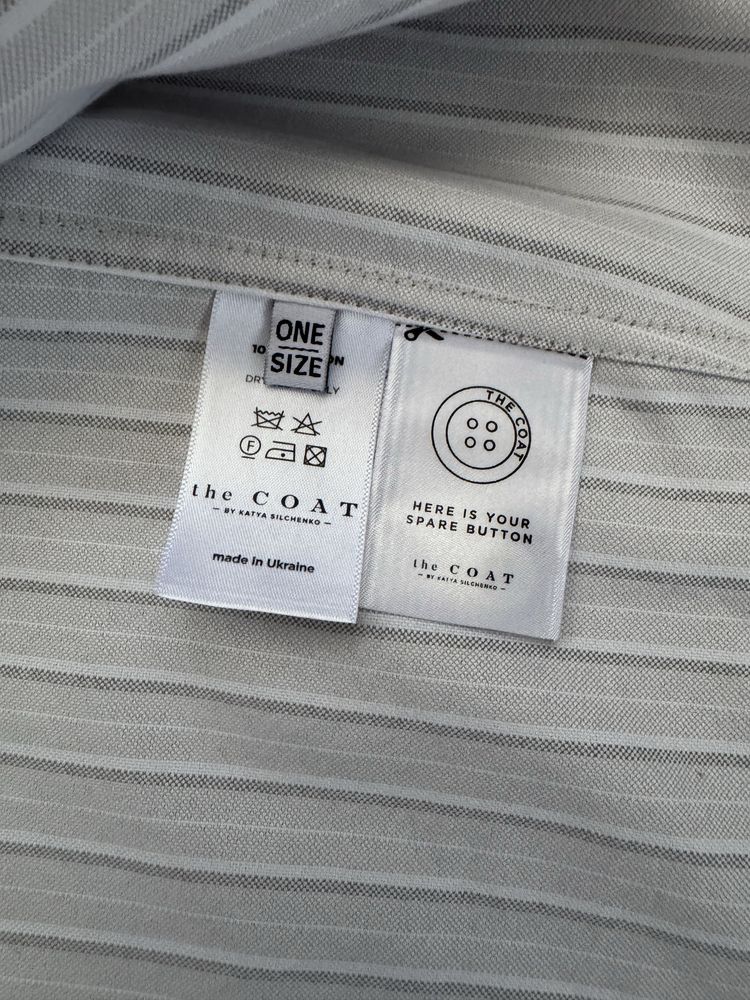 ONE
SIZE
the COAT
— BY KATYA SILCHENKO —
made in Ukraine
THE COAT
HERE IS YOUR
SPARE BUTTON
the COAT
— BY KATYA SILCHENKO —